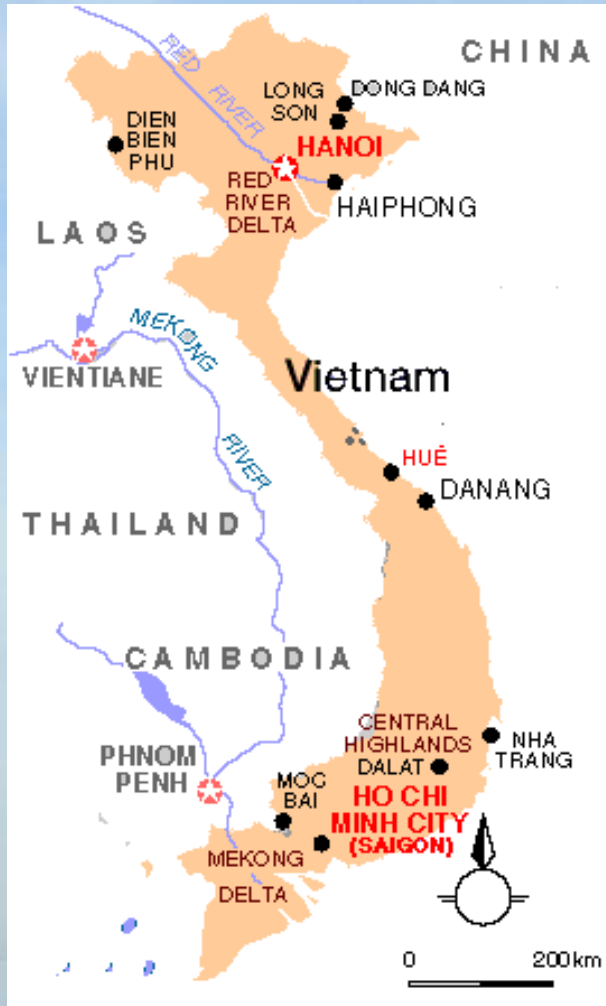 CHINA
RED RIVER
LONG
SON
DONG DANG
DIEN
BIEN
PHU
HANOI
RED
RIVER
DELTA
HAIPHONG
LAOS
MEKONG
RIVER
VIENTIANE
Vietnam
HUÉ
DANANG
THAILAND
CAMBODIA
CENTRAL
HIGHLANDS
DALAT
NHA
TRANG
PHNOM
PENH
MOC
BAI
HO CHI
MINH CITY
(SAIGON)
MEKONG
DELTA
0 200km